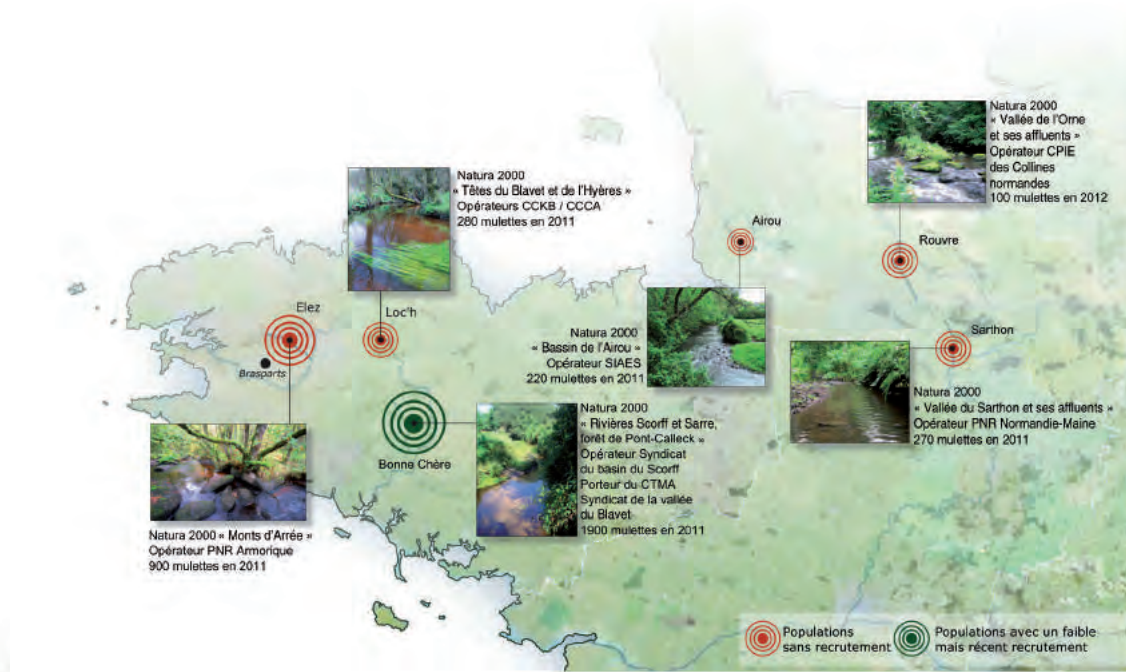 Natura 2000
« Vallée de l'Orne
et ses affluents »
Opérateur CPIE
des Collines
normandes
100 mulettes en 2012
Natura 2000
« Têtes du Blavet et de l'Hyères »
Opérateurs CCKB / CCCA
280 mulettes en 2011
Airou
Rouvre
Elez
Loc'h
Brasparts
Natura 2000
« Bassin de l'Airou »
Opérateur SIAES
220 mulettes en 2011
Sarthon
Natura 2000
« Vallée du Sarthon et ses affluents »
Opérateur PNR Normandie-Maine
270 mulettes en 2011
Bonne Chère
Natura 2000
« Rivières Scorff et Sarre,
forêt de Pont-Calleck »
Opérateur Syndicat
du basin du Scorff
Porteur du CTMA
Syndicat de la vallée
du Blavet
1900 mulettes en 2011
Natura 2000 « Monts d'Arrée »
Opérateur PNR Armorique
900 mulettes en 2011
Populations
sans recrutement
Populations avec un faible
mais récent recrutement